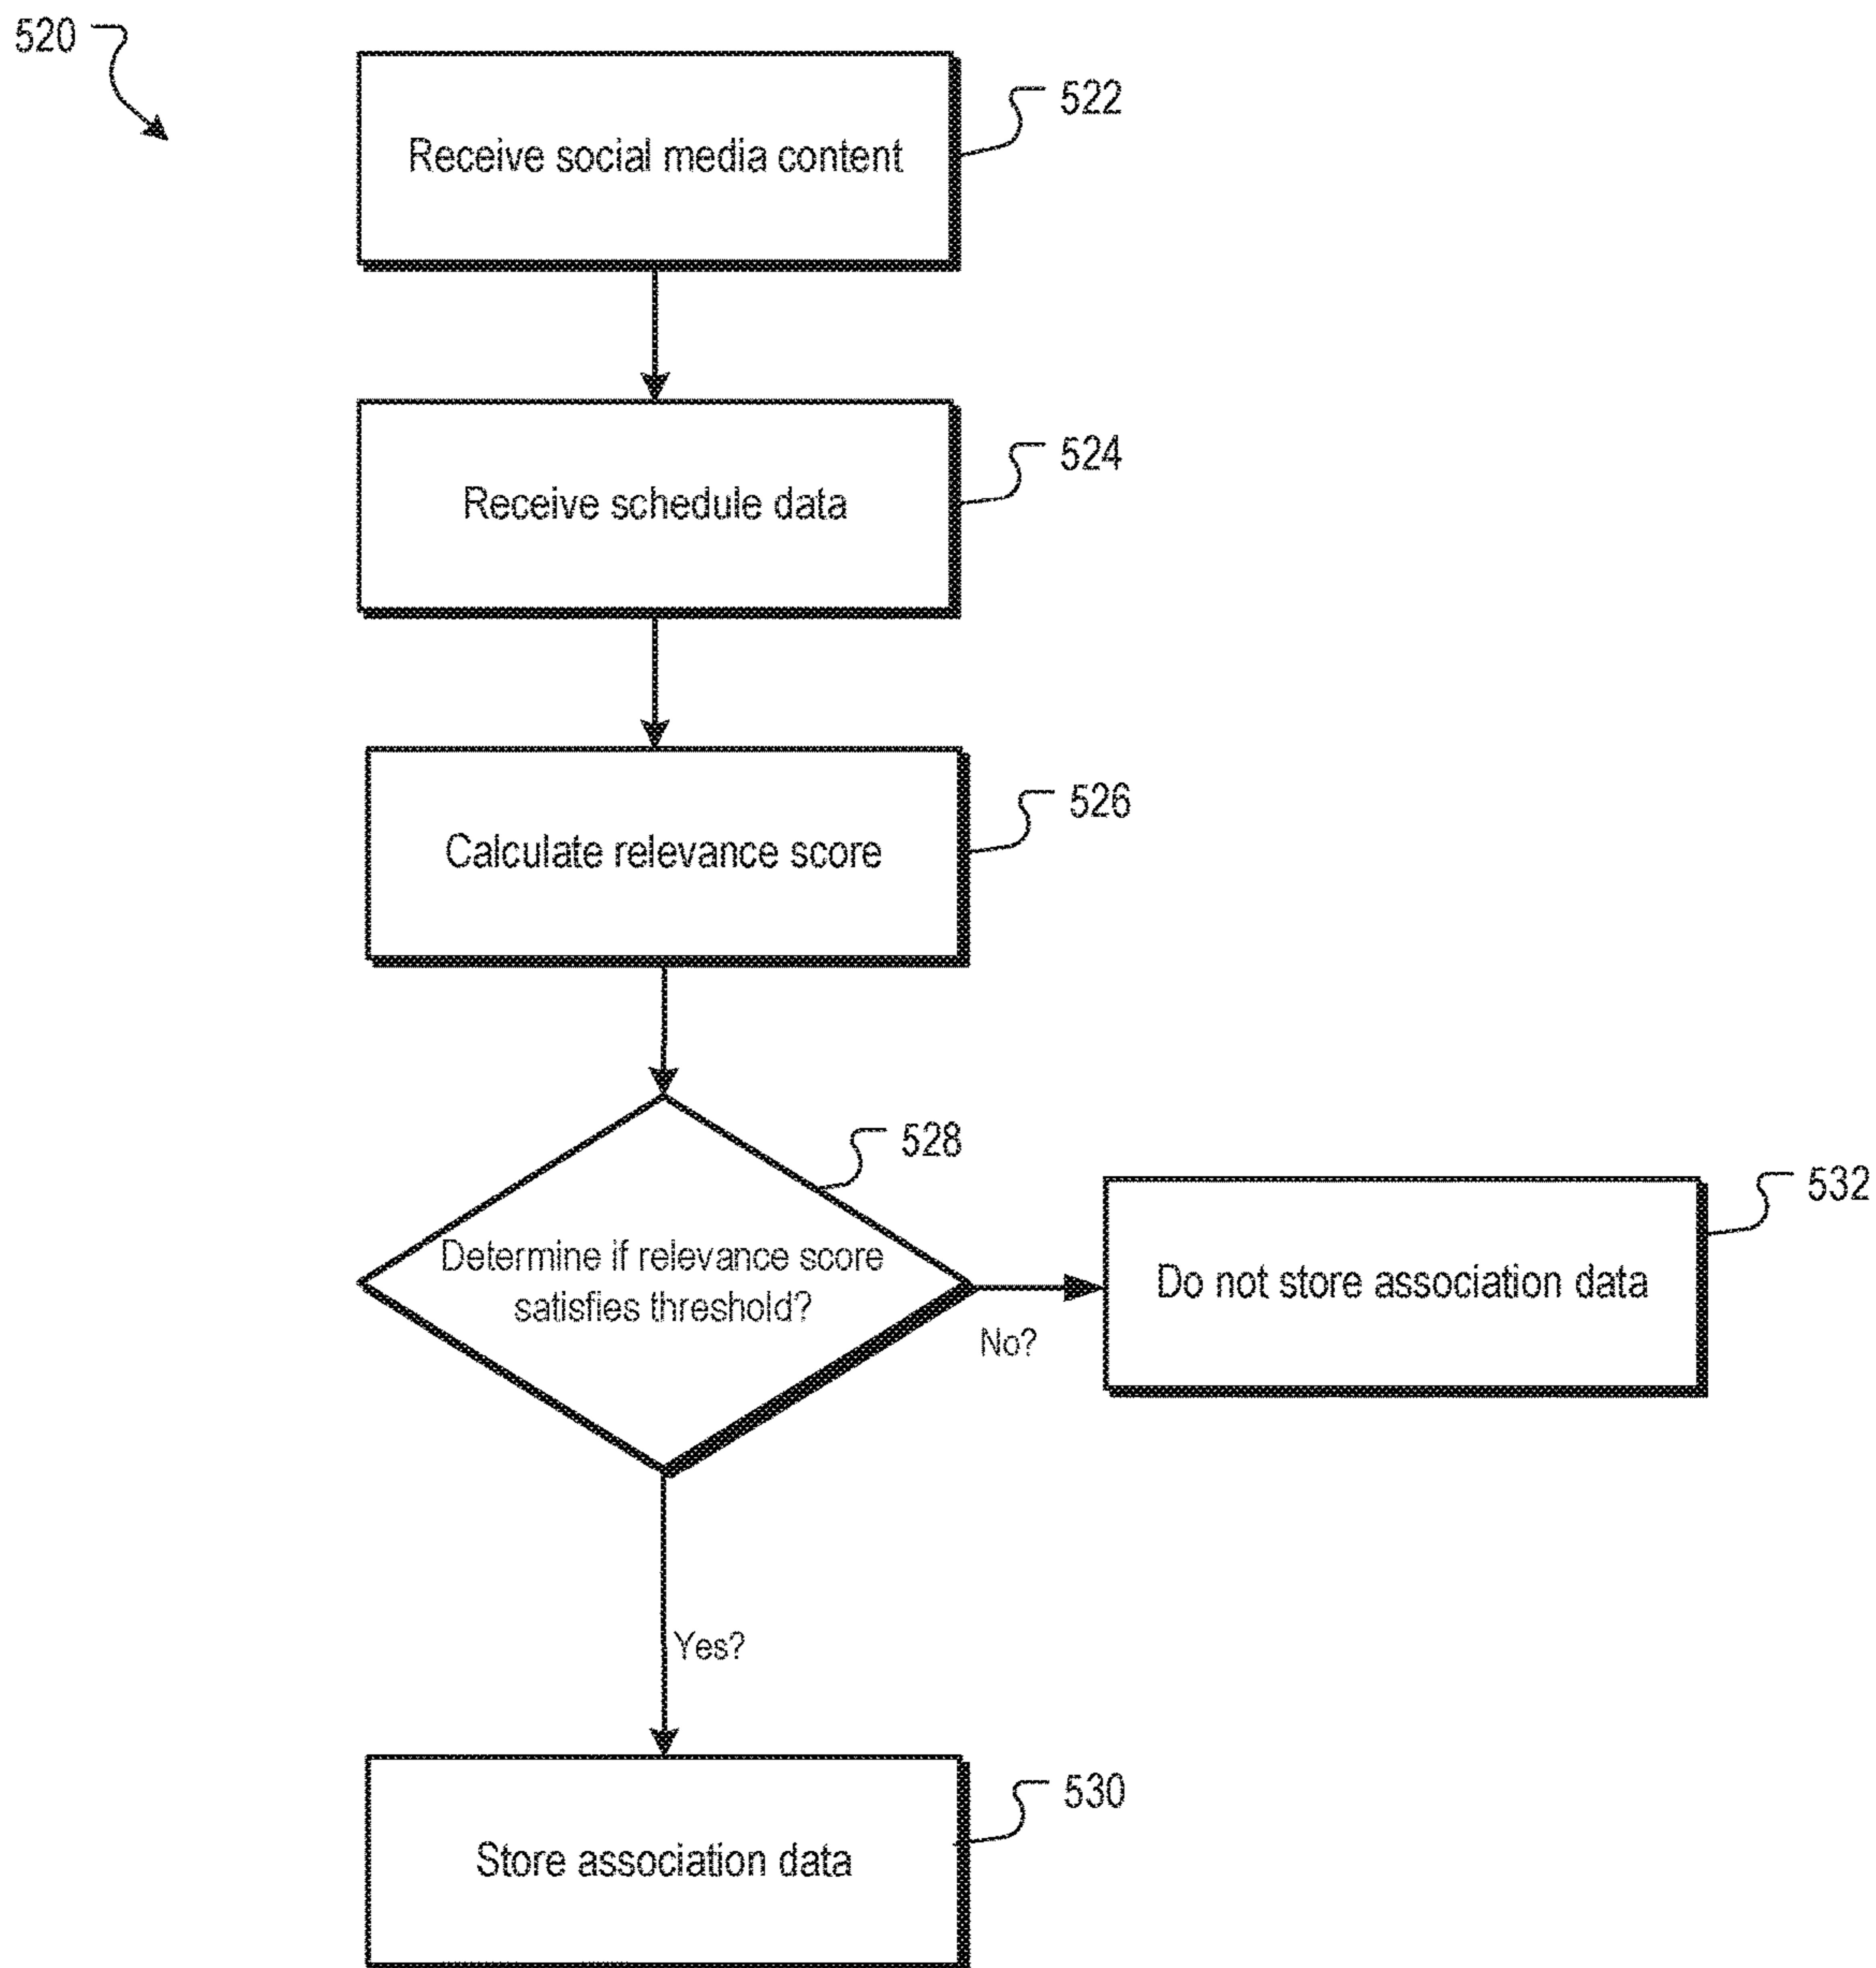 520
Receive social media content
522
Receive schedule data
524
Calculate relevance score
526
528
Determine if relevance score
satisfies threshold?
No?
Do not store association data
532
Yes?
Store association data
530